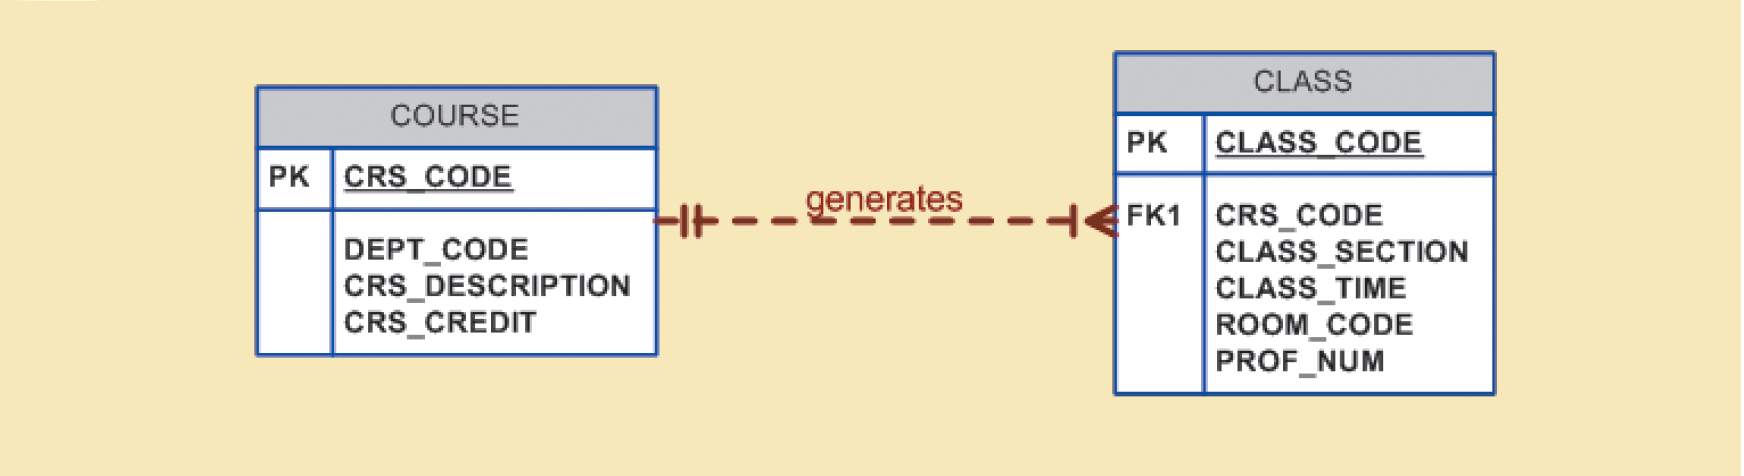 COURSE
PK CRS_CODE
DEPT_CODE
CRS_DESCRIPTION
CRS_CREDIT
generates
CLASS
PK CLASS_CODE
FK1 CRS_CODE
CLASS_SECTION
CLASS_TIME
ROOM_CODE
PROF_NUM